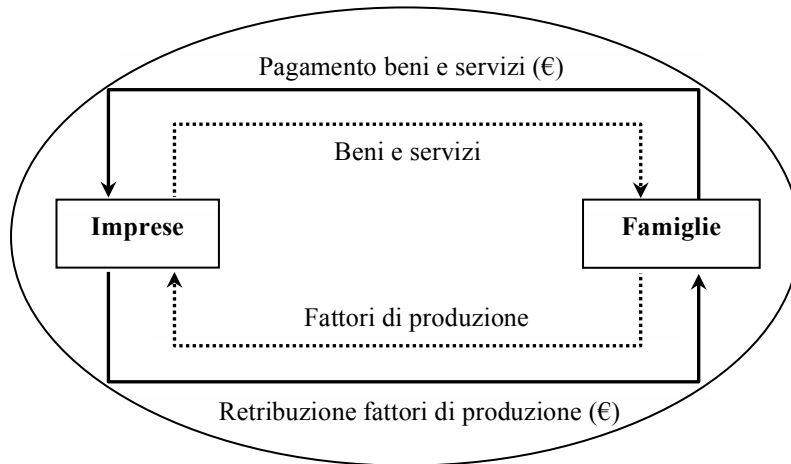 Pagamento beni e servizi (€)
Beni e servizi
Imprese
Famiglie
Fattori di produzione
Retribuzione fattori di produzione (€)